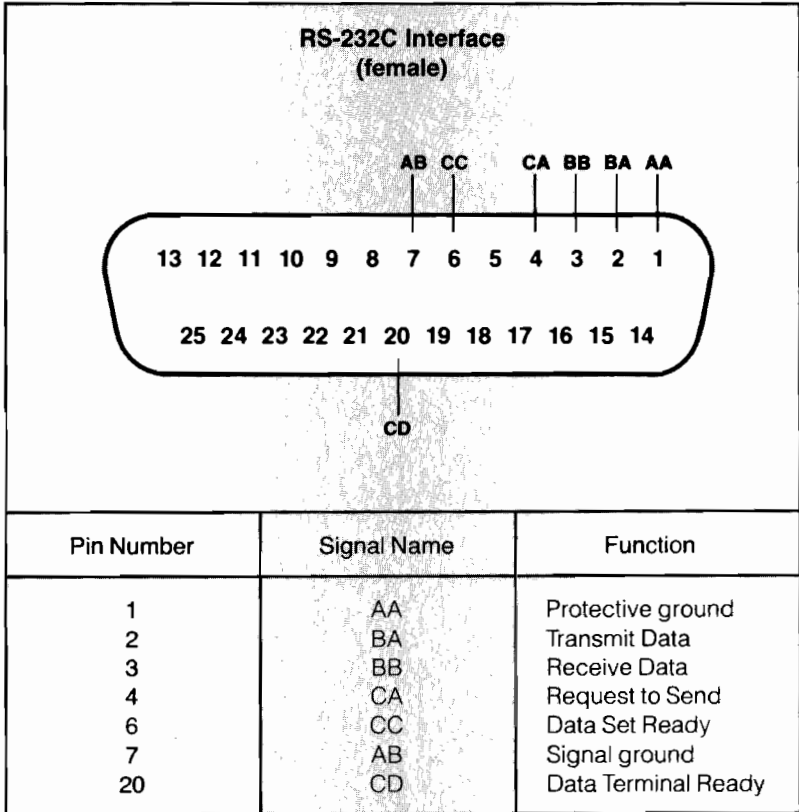 RS-232C Interface
(female)
AB CC CA BB BA AA
13 12 11 10 9 8 7 6 5 4 3 2 1
25 24 23 22 21 20 19 18 17 16 15 14
CD
Pin Number Signal Name Function
1 AA Protective ground
2 BA Transmit Data
3 BB Receive Data
4 CA Request to Send
6 CC Data Set Ready
7 AB Signal ground
20 CD Data Terminal Ready